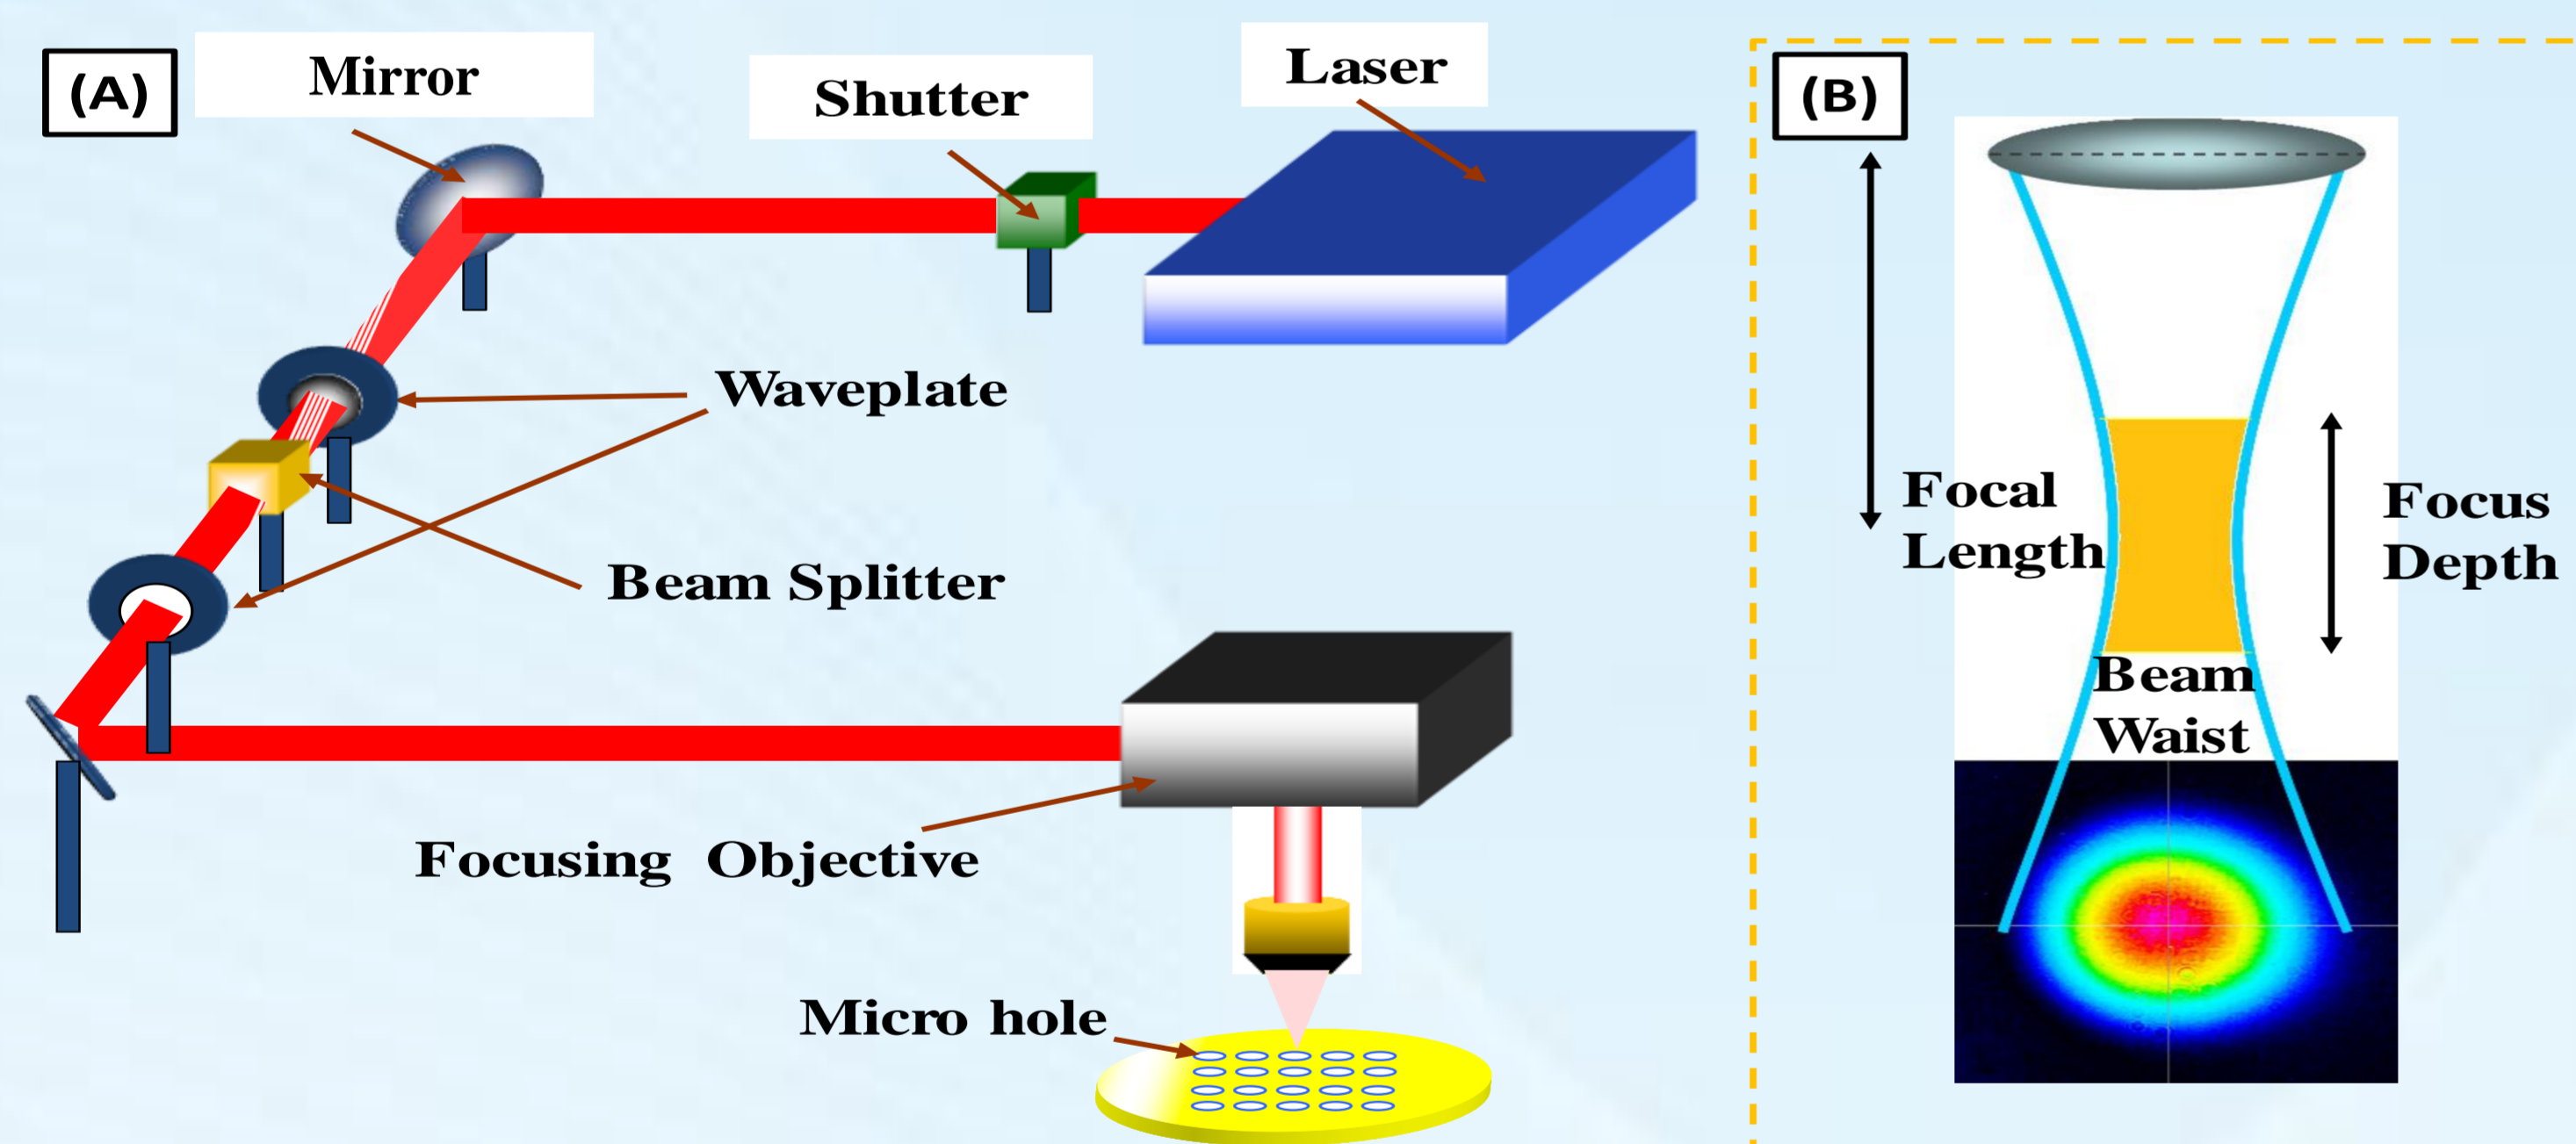 (A)
Mirror
Shutter
Laser
Waveplate
Beam Splitter
Focusing Objective
Micro hole
(B)
Focal
Length
Focus
Depth
Beam
Waist